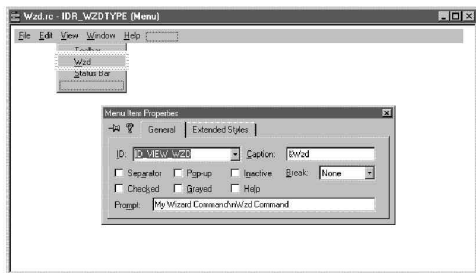 Wzd.rc - IDR_WZDTYPE (Menu)
File Edit View Window Help
Toolbar
Wzd
Status Bar
Menu Item Properties
General Extended Styles
ID: ID_VIEW_WZD Caption: &Wzd
Separator Pop-up Inactive Break: None
Checked Grayed Help
Prompt: My Wizard Command\nWzd Command